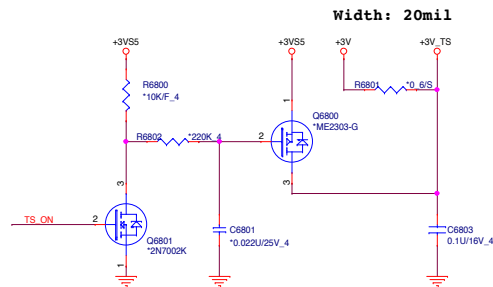 Width: 20mil
+3VS5
+3VS5
+3V
+3V_TS
R6800
*10K/F_4
R6801
*0_6/S
1
Q6800
*ME2303-G
R6802
*220K_4
2
3
3
TS_ON
2
Q6801
*2N7002K
1
C6801
*0.022U/25V_4
C6803
0.1U/16V_4